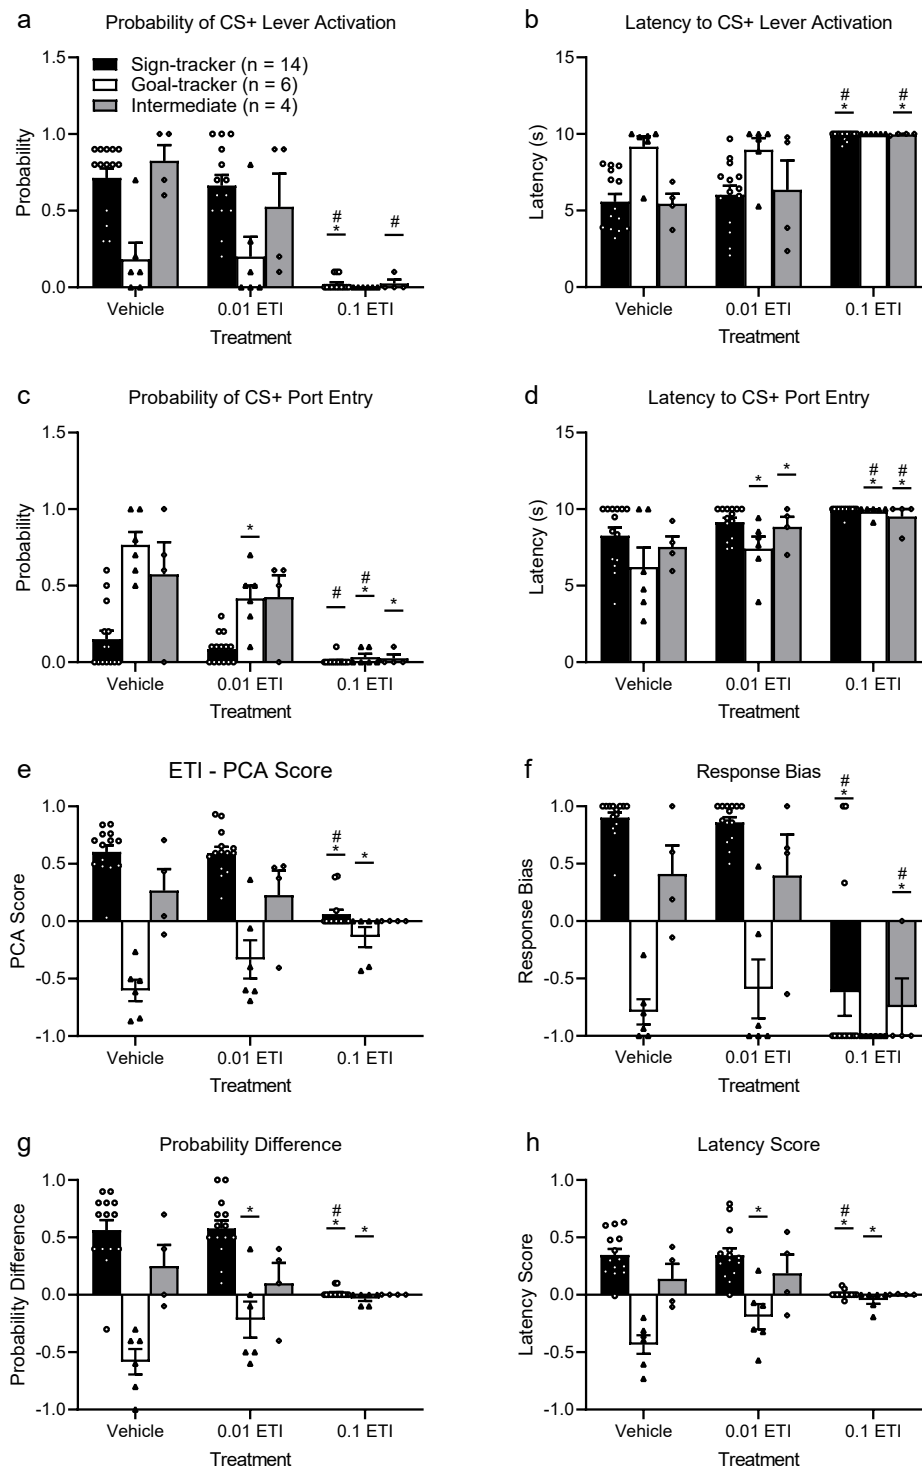 a Probability of CS+ Lever Activation
1.5
Sign-tracker (n = 14)
Goal-tracker (n = 6)
Intermediate (n = 4)
1.0
Probability
0.5
#
*
#
0.0
Vehicle 0.01 ETI 0.1 ETI
Treatment
b Latency to CS+ Lever Activation
15
#
*
#
*
10
Latency (s)
5
0
Vehicle 0.01 ETI 0.1 ETI
Treatment
c Probability of CS+ Port Entry
1.5
1.0
Probability
*
0.5
#
#
*
*
0.0
Vehicle 0.01 ETI 0.1 ETI
Treatment
d Latency to CS+ Port Entry
15
*
*
#
*
#
*
10
Latency (s)
5
0
Vehicle 0.01 ETI 0.1 ETI
Treatment
e ETI - PCA Score
1.0
#
*
*
0.5
PCA Score
0.0
-0.5
-1.0
Vehicle 0.01 ETI 0.1 ETI
Treatment
f Response Bias
#
*
1.0
#
*
0.5
Response Bias
0.0
-0.5
-1.0
Vehicle 0.01 ETI 0.1 ETI
Treatment
g Probability Difference
1.0
*
#
*
*
0.5
Probability Difference
0.0
-0.5
-1.0
Vehicle 0.01 ETI 0.1 ETI
Treatment
h Latency Score
1.0
*
#
*
*
0.5
Latency Score
0.0
-0.5
-1.0
Vehicle 0.01 ETI 0.1 ETI
Treatment